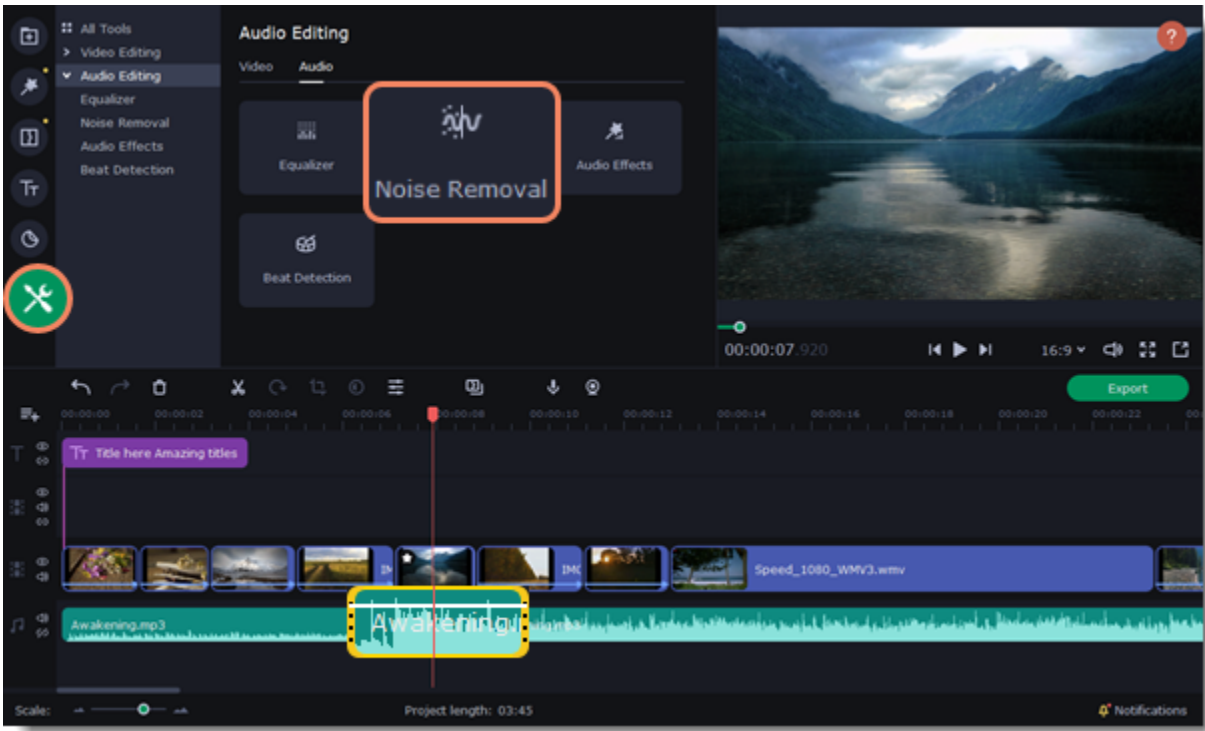 All Tools
Video Editing
Audio Editing
Equalizer
Noise Removal
Audio Effects
Beat Detection
Audio Editing
Video Audio
Equalizer
Noise Removal
Audio Effects
Beat Detection
?
00:00:07.920
16:9
Export
00:00:00 00:00:02 00:00:04 00:00:06 00:00:08 00:00:10 00:00:12 00:00:14 00:00:16 00:00:18 00:00:20 00:00:22
Title here Amazing titles
Speed_1080_WMV3.wmv
Awakening.mp3
Awakening.
Scale:
Project length: 03:45
Notifications